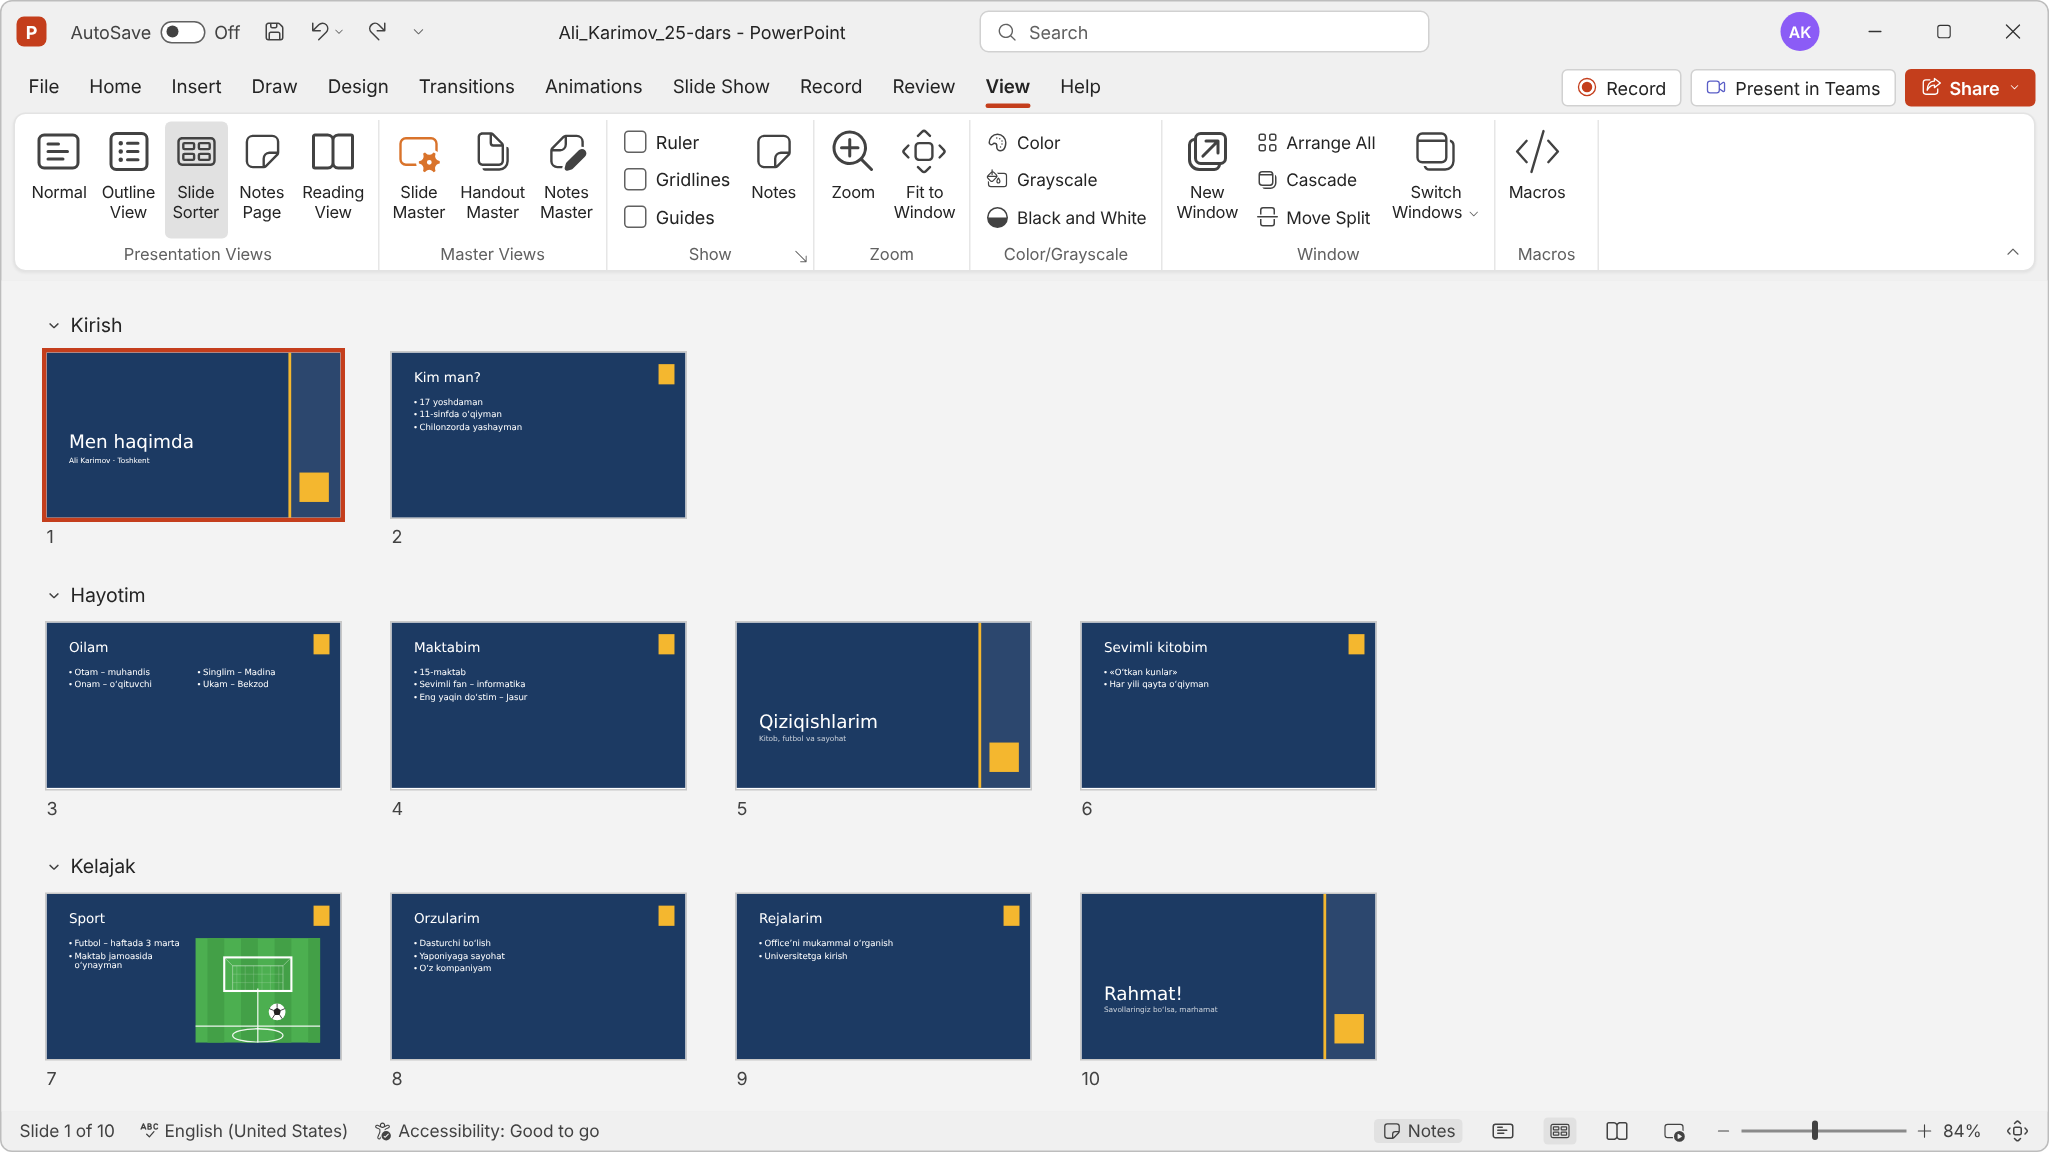 P
AutoSave Off
Ali_Karimov_25-dars - PowerPoint
Search
AK
File Home Insert Draw Design Transitions Animations Slide Show Record Review View Help
Record
Present in Teams
Share
Normal
Outline View
Slide Sorter
Notes Page
Reading View
Presentation Views
Slide Master
Handout Master
Notes Master
Master Views
Ruler
Gridlines
Guides
Notes
Show
Zoom
Fit to Window
Zoom
Color
Grayscale
Black and White
Color/Grayscale
New Window
Arrange All
Cascade
Move Split
Switch Windows
Window
Macros
Macros
Kirish
Men haqimda
Ali Karimov · Toshkent
1
Kim man?
• 17 yoshdaman
• 11-sinfda o‘qiyman
• Chilonzorda yashayman
2
Hayotim
Oilam
• Otam – muhandis
• Onam – o‘qituvchi
• Singlim – Madina
• Ukam – Bekzod
3
Maktabim
• 15-maktab
• Sevimli fan – informatika
• Eng yaqin do‘stim – Jasur
4
Qiziqishlarim
Kitob, futbol va sayohat
5
Sevimli kitobim
• «O‘tkan kunlar»
• Har yili qayta o‘qiyman
6
Kelajak
Sport
• Futbol – haftada 3 marta
• Maktab jamoasida
o‘ynayman
7
Orzularim
• Dasturchi bo‘lish
• Yaponiyaga sayohat
• O‘z kompaniyam
8
Rejalarim
• Office’ni mukammal o‘rganish
• Universitetga kirish
9
Rahmat!
Savollaringiz bo‘lsa, marhamat
10
Slide 1 of 10
ABC English (United States)
Accessibility: Good to go
Notes
84%